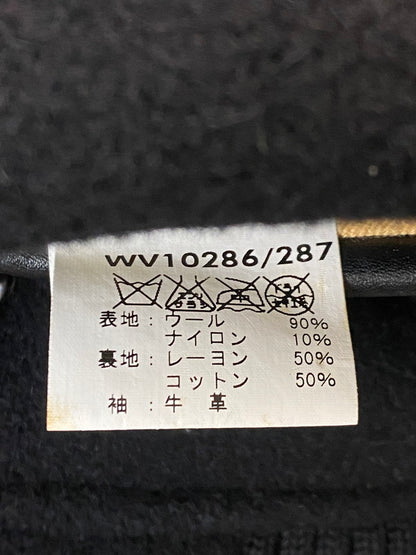 WV10286/287
表地：ウール 90%
ナイロン 10%
裏地：レーヨン 50%
コットン 50%
袖：牛革